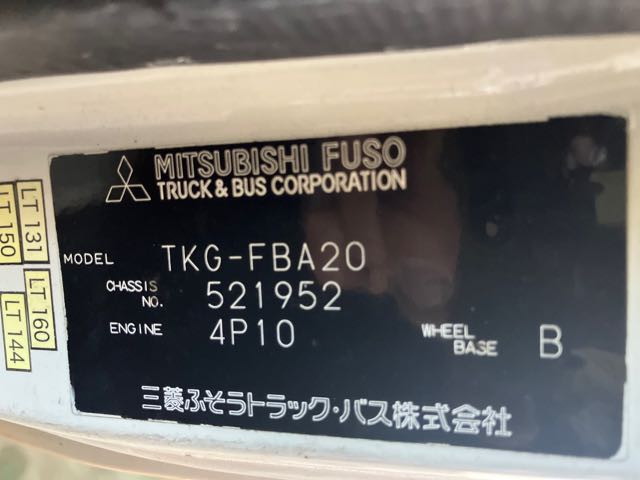 MITSUBISHI FUSO
TRUCK & BUS CORPORATION
MODEL TKG-FBA20
CHASSIS NO. 521952
ENGINE 4P10 WHEEL BASE B
三菱ふそうトラック・バス株式会社
LT 131
LT 150
LT 160
LT 144